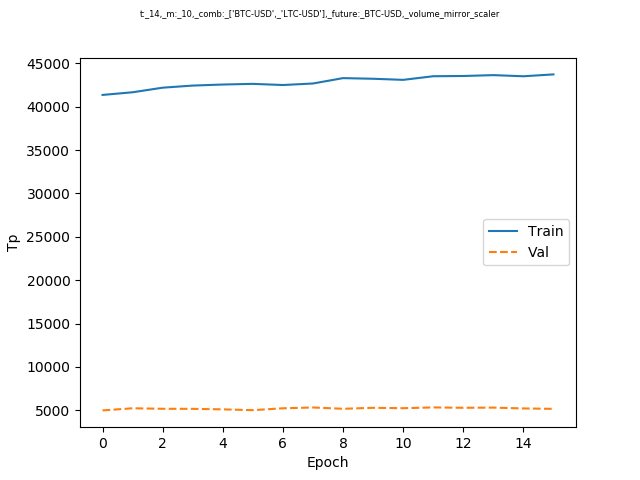 t:_14,_m:_10,_comb:_['BTC-USD',_'LTC-USD'],_future:_BTC-USD,_volume_mirror_scaler
45000
40000
35000
30000
25000
20000
15000
10000
5000
Tp
Train
Val
0 2 4 6 8 10 12 14
Epoch